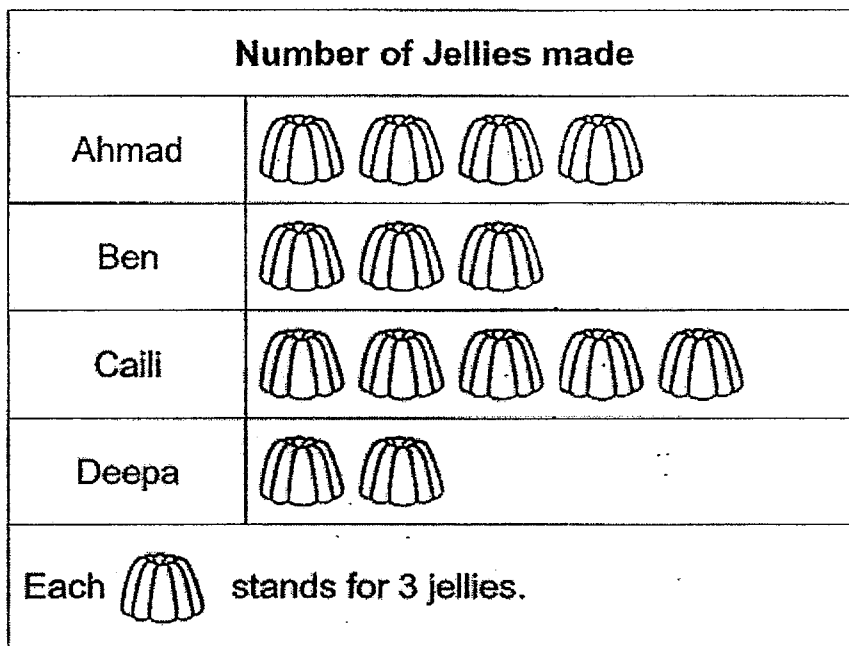 Number of Jellies made
Ahmad
Ben
Caili
Deepa
Each stands for 3 jellies.